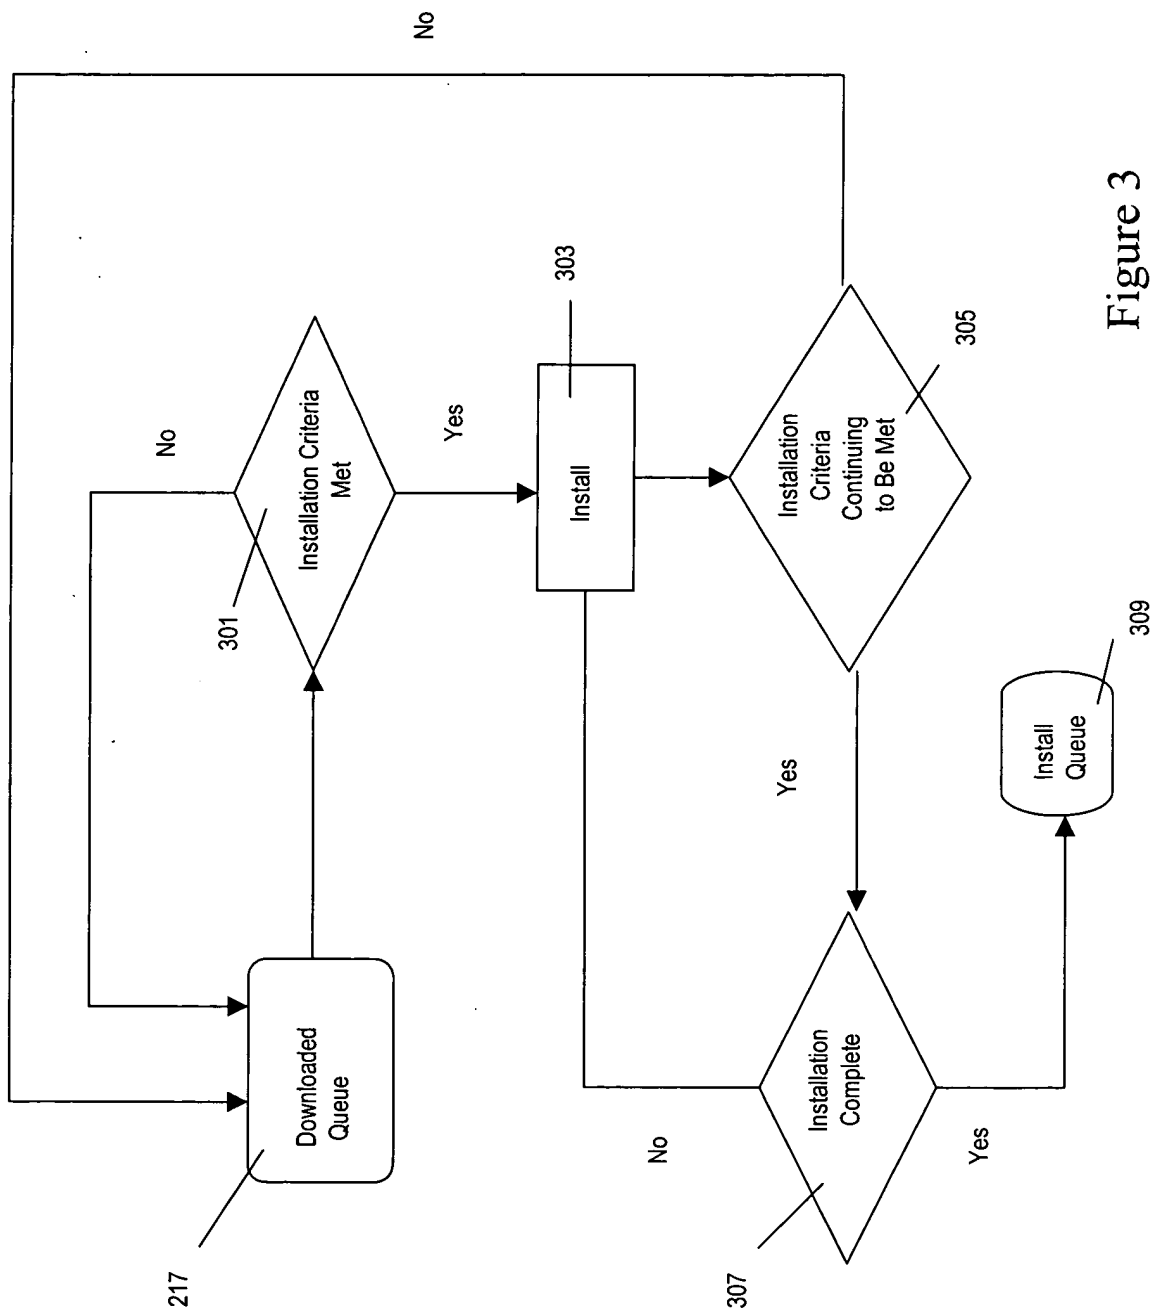 217
Downloaded
Queue
No
301
Installation Criteria
Met
No
Yes
303
Install
Installation
Criteria
Continuing
to Be Met
305
Yes
No
307
Installation
Complete
Yes
Install
Queue
309
Figure 3